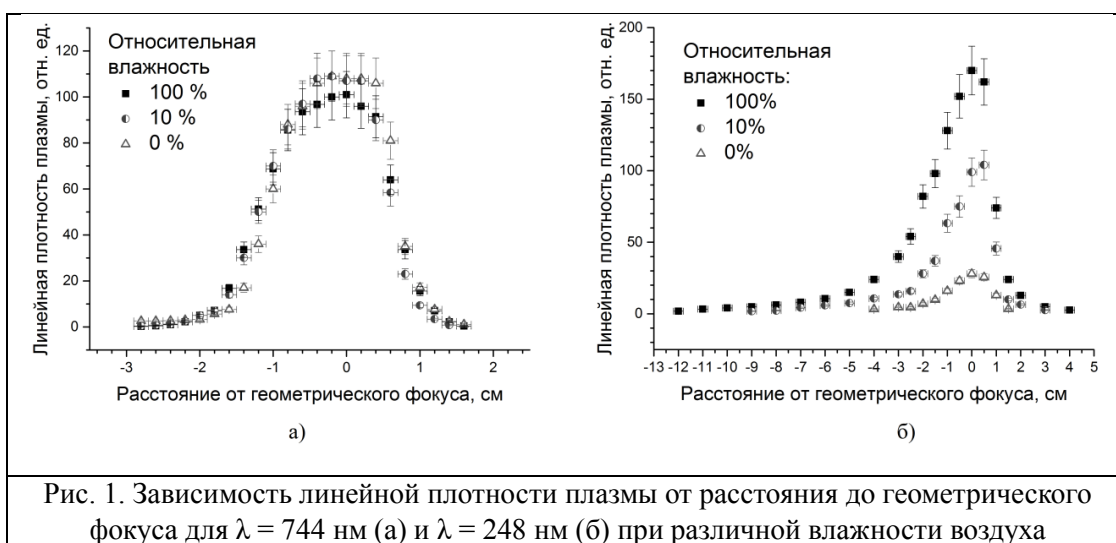 Относительная
влажность
100 %
10 %
0 %
Линейная плотность плазмы, отн. ед.
120
100
80
60
40
20
0
-3 -2 -1 0 1 2
Расстояние от геометрического фокуса, см
а)
Относительная
влажность:
100%
10%
0%
Линейная плотность плазмы, отн. ед.
200
150
100
50
0
-13 -12 -11 -10 -9 -8 -7 -6 -5 -4 -3 -2 -1 0 1 2 3 4 5
Расстояние от геометрического фокуса, см
б)
Рис. 1. Зависимость линейной плотности плазмы от расстояния до геометрического
фокуса для λ = 744 нм (а) и λ = 248 нм (б) при различной влажности воздуха